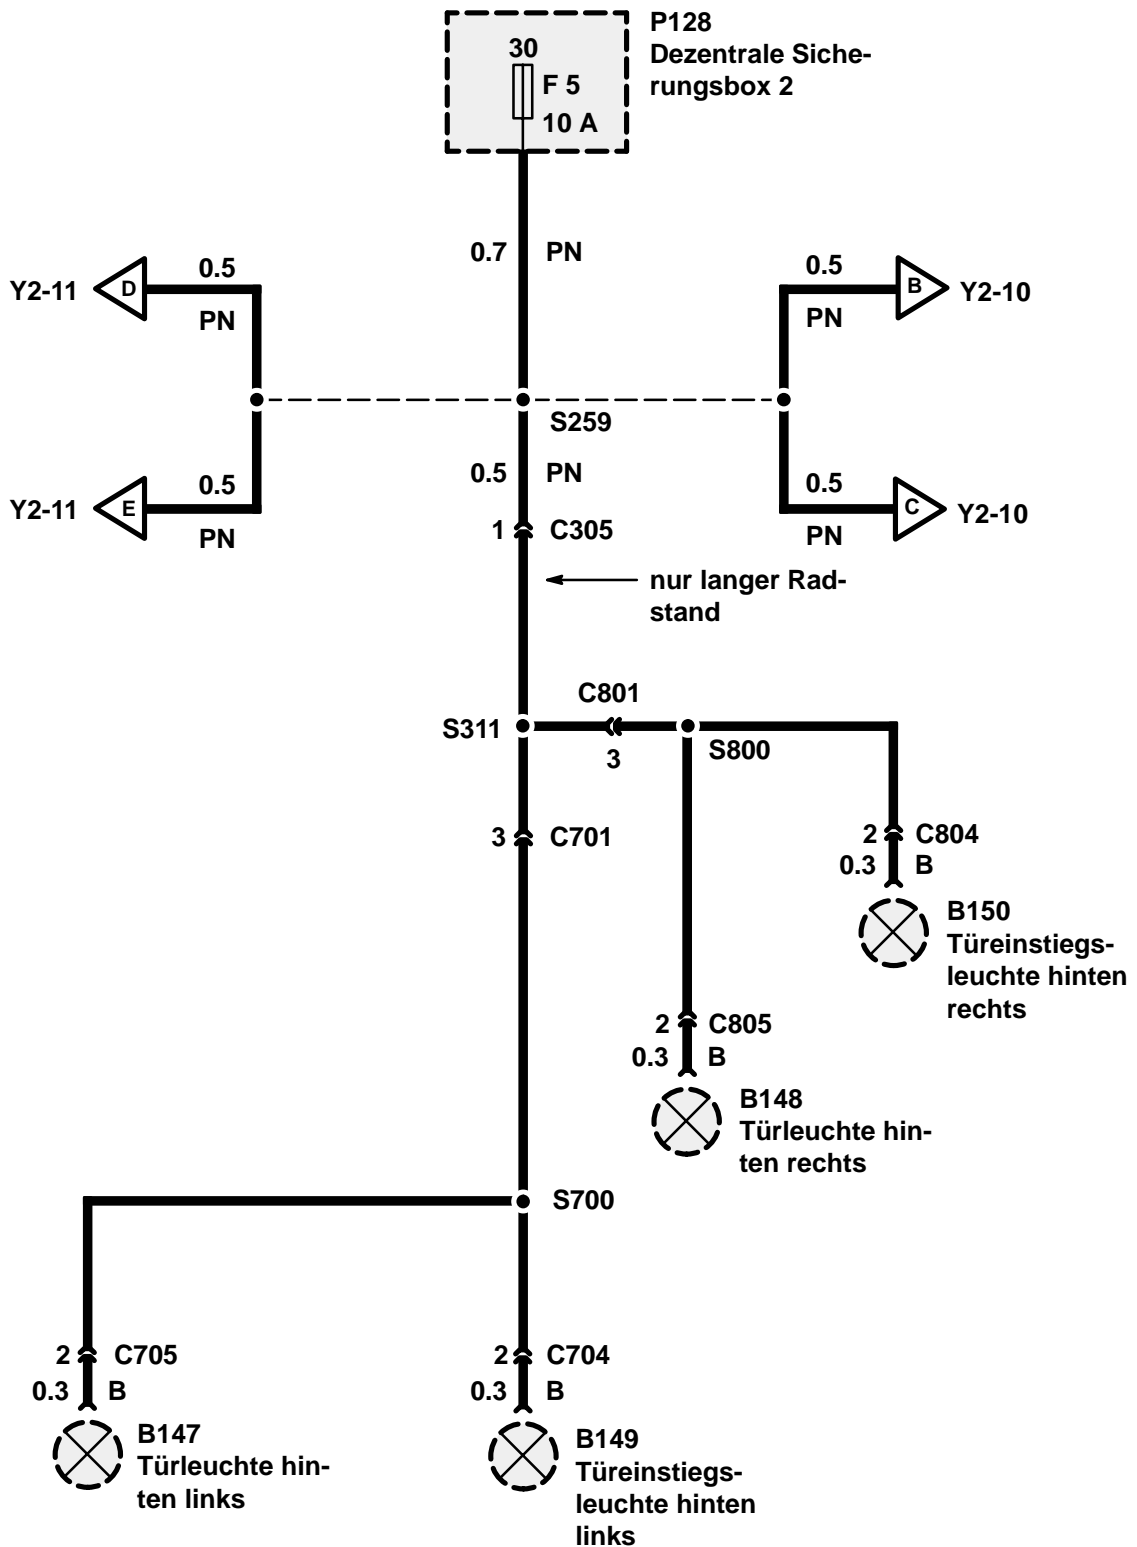 P128
Dezentrale Siche-
rungsbox 2
30
F 5
10 A
0.7 PN
Y2-11 D 0.5
PN
0.5 B Y2-10
PN
S259
0.5 PN
Y2-11 E 0.5
PN
0.5 C Y2-10
PN
1 C305
nur langer Rad-
stand
C801
S311
3
S800
3 C701
2 C804
0.3 B
B150
Türeinstiegs-
leuchte hinten
rechts
2 C805
0.3 B
B148
Türleuchte hin-
ten rechts
S700
2 C705
0.3 B
B147
Türleuchte hin-
ten links
2 C704
0.3 B
B149
Türeinstiegs-
leuchte hinten
links